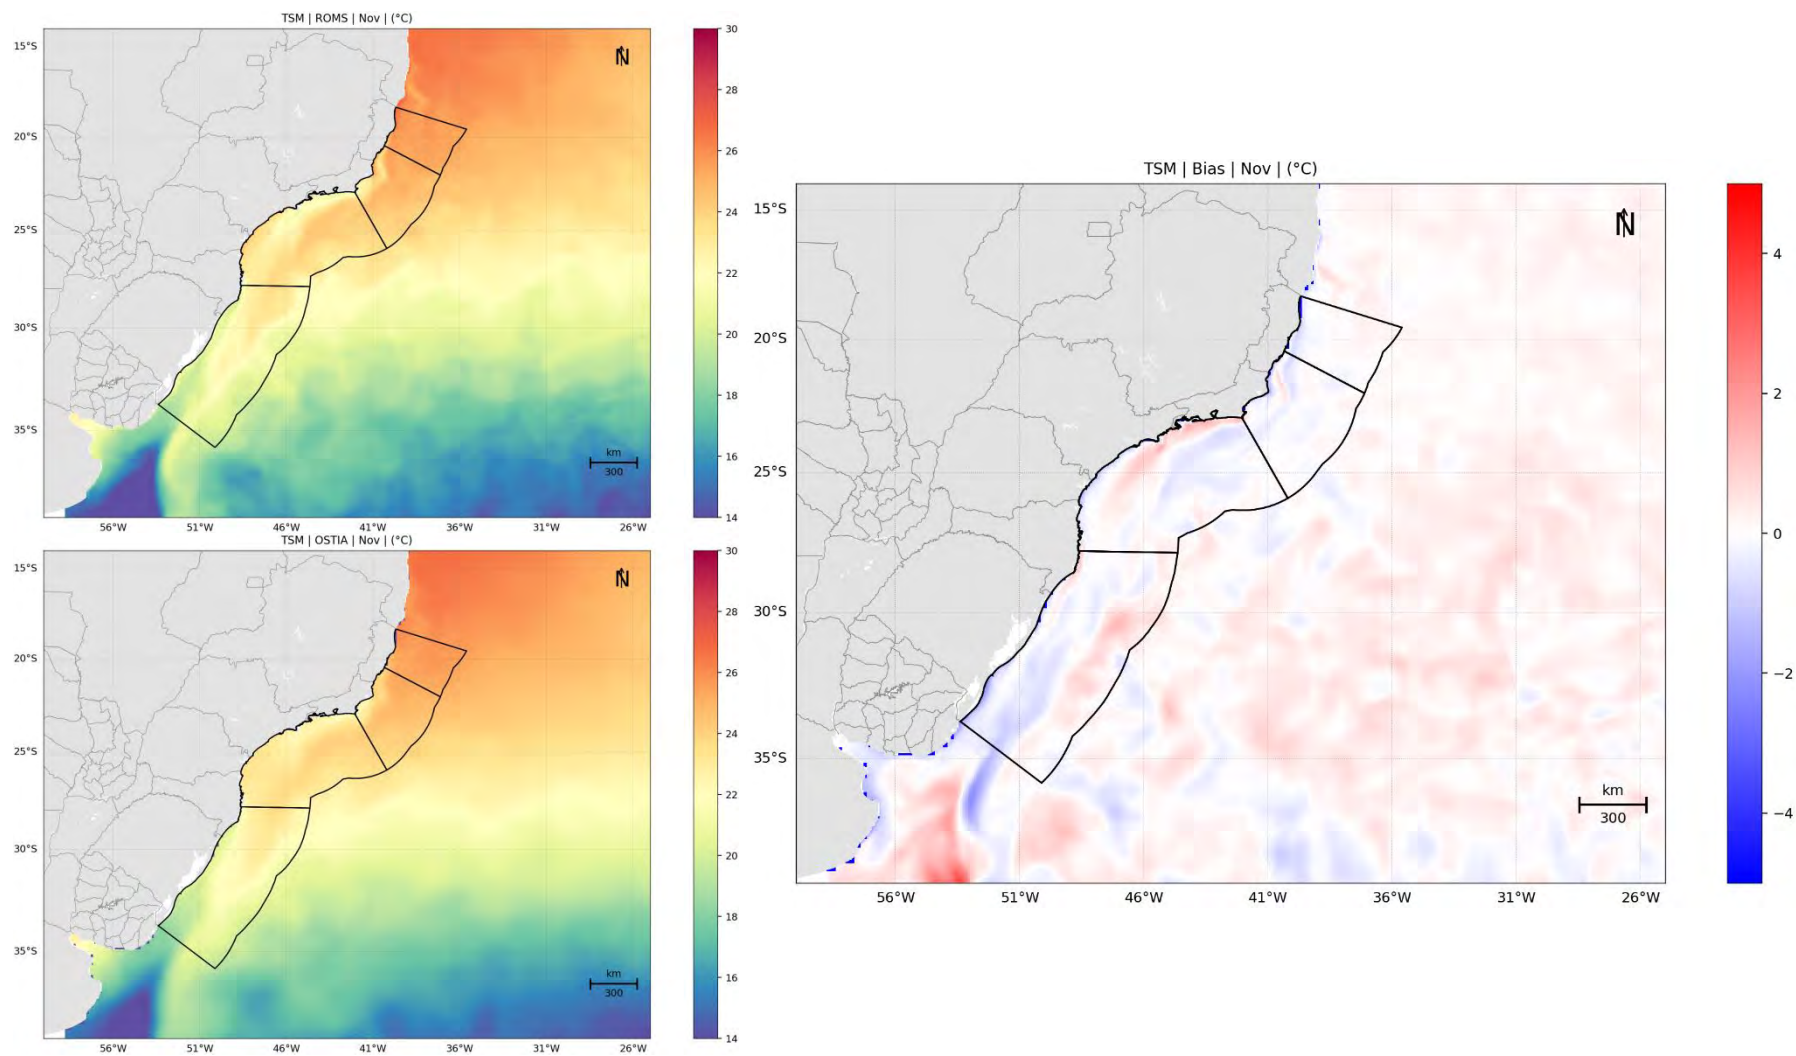 TSM | ROMS | Nov | (°C)
15°S
20°S
25°S
30°S
35°S
56°W
51°W
46°W
41°W
36°W
31°W
26°W
N
km
300
30
28
26
24
22
20
18
16
14
TSM | OSTIA | Nov | (°C)
15°S
20°S
25°S
30°S
35°S
56°W
51°W
46°W
41°W
36°W
31°W
26°W
N
km
300
30
28
26
24
22
20
18
16
14
TSM | Bias | Nov | (°C)
15°S
20°S
25°S
30°S
35°S
56°W
51°W
46°W
41°W
36°W
31°W
26°W
N
km
300
4
2
0
−2
−4